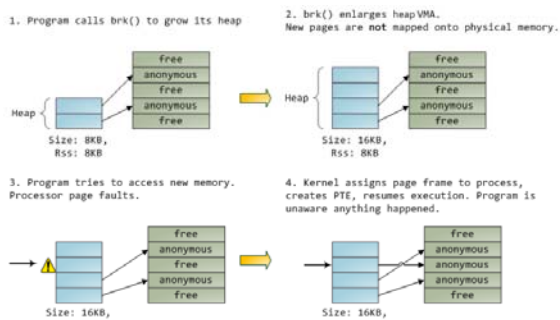 1. Program calls brk() to grow its heap
Heap
free
anonymous
free
anonymous
free
Size: 8KB,
Rss: 8KB
2. brk() enlarges heap VMA.
New pages are not mapped onto physical memory.
Heap
free
anonymous
free
anonymous
free
Size: 16KB,
Rss: 8KB
3. Program tries to access new memory.
Processor page faults.
free
anonymous
free
anonymous
free
Size: 16KB,
4. Kernel assigns page frame to process,
creates PTE, resumes execution. Program is
unaware anything happened.
free
anonymous
anonymous
anonymous
free
Size: 16KB,